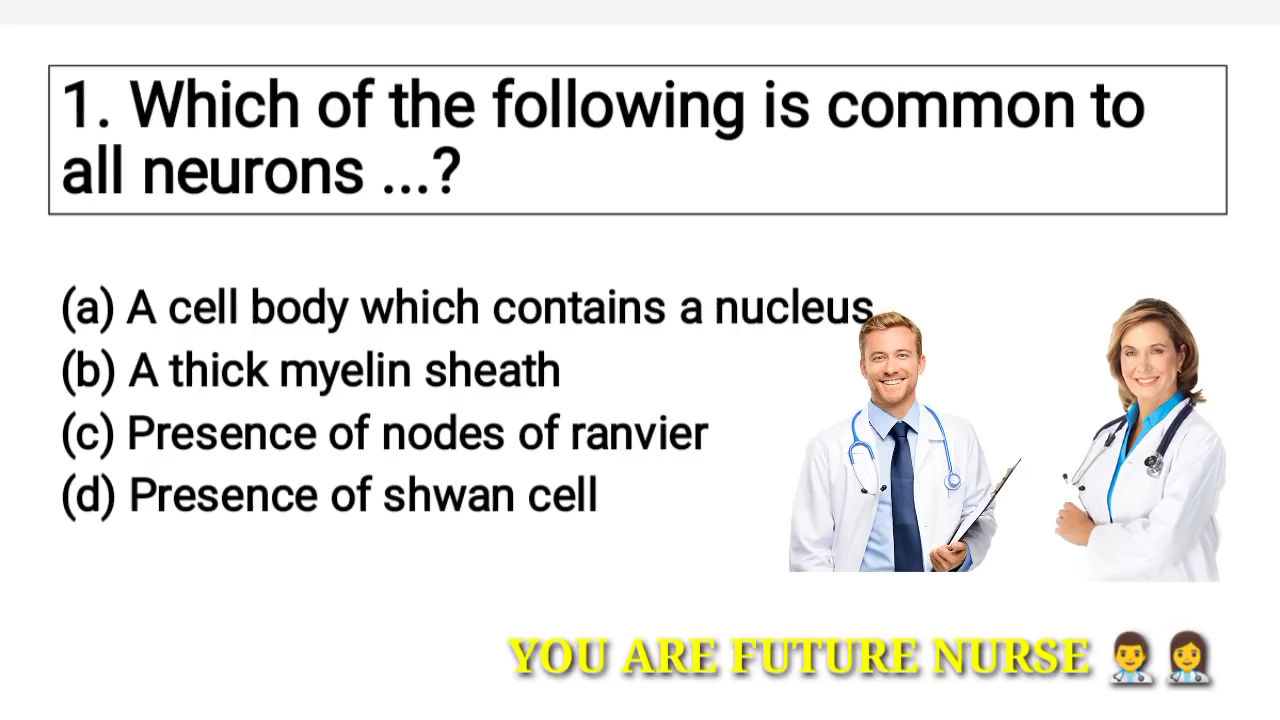 1. Which of the following is common to
all neurons ...?
(a) A cell body which contains a nucleus
(b) A thick myelin sheath
(c) Presence of nodes of ranvier
(d) Presence of shwan cell
YOU ARE FUTURE NURSE 👨‍⚕️👩‍⚕️